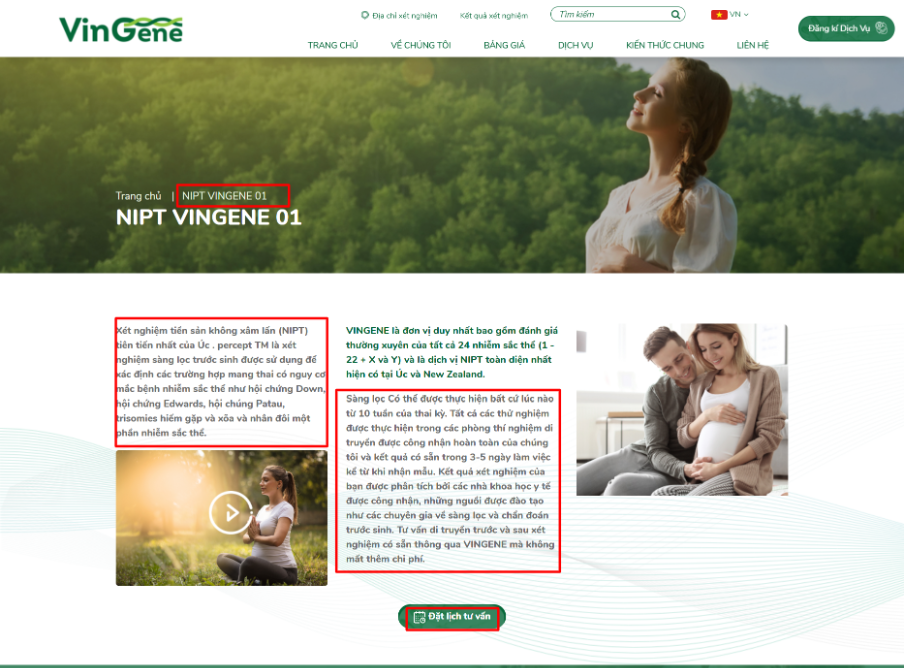 VinGene
Địa chỉ xét nghiệm
Kết quả xét nghiệm
Tìm kiếm
VN
Đăng kí Dịch Vụ
TRANG CHỦ
VỀ CHÚNG TÔI
BẢNG GIÁ
DỊCH VỤ
KIẾN THỨC CHUNG
LIÊN HỆ
Trang chủ | NIPT VINGENE 01
NIPT VINGENE 01
Xét nghiệm tiền sản không xâm lấn (NIPT)
tiên tiến nhất của Úc . percept TM là xét
nghiệm sàng lọc trước sinh được sử dụng để
xác định các trường hợp mang thai có nguy cơ
mắc bệnh nhiễm sắc thể như hội chứng Down,
hội chứng Edwards, hội chúng Patau,
trisomies hiếm gặp và xõa và nhân đôi một
phần nhiễm sắc thể.
VINGENE là đơn vị duy nhất bao gồm đánh giá
thường xuyên của tất cả 24 nhiễm sắc thể (1 -
22 + X và Y) và là dịch vị NIPT toàn diện nhất
hiện có tại Úc và New Zealand.
Sàng lọc Có thể được thực hiện bất cứ lúc nào
từ 10 tuần của thai kỳ. Tất cả các thử nghiệm
được thực hiện trong các phòng thí nghiệm di
truyền được công nhận hoàn toàn của chúng
tôi và kết quả có sẵn trong 3-5 ngày làm việc
kể từ khi nhận mẫu. Kết quả xét nghiệm của
bạn được phân tích bởi các nhà khoa học y tế
được công nhận, những nguồi được đào tạo
như các chuyên gia về sàng lọc và chẩn đoán
trước sinh. Tư vấn di truyền trước và sau xét
nghiệm có sẵn thông qua VINGENE mà không
mất thêm chi phí.
Đặt lịch tư vấn